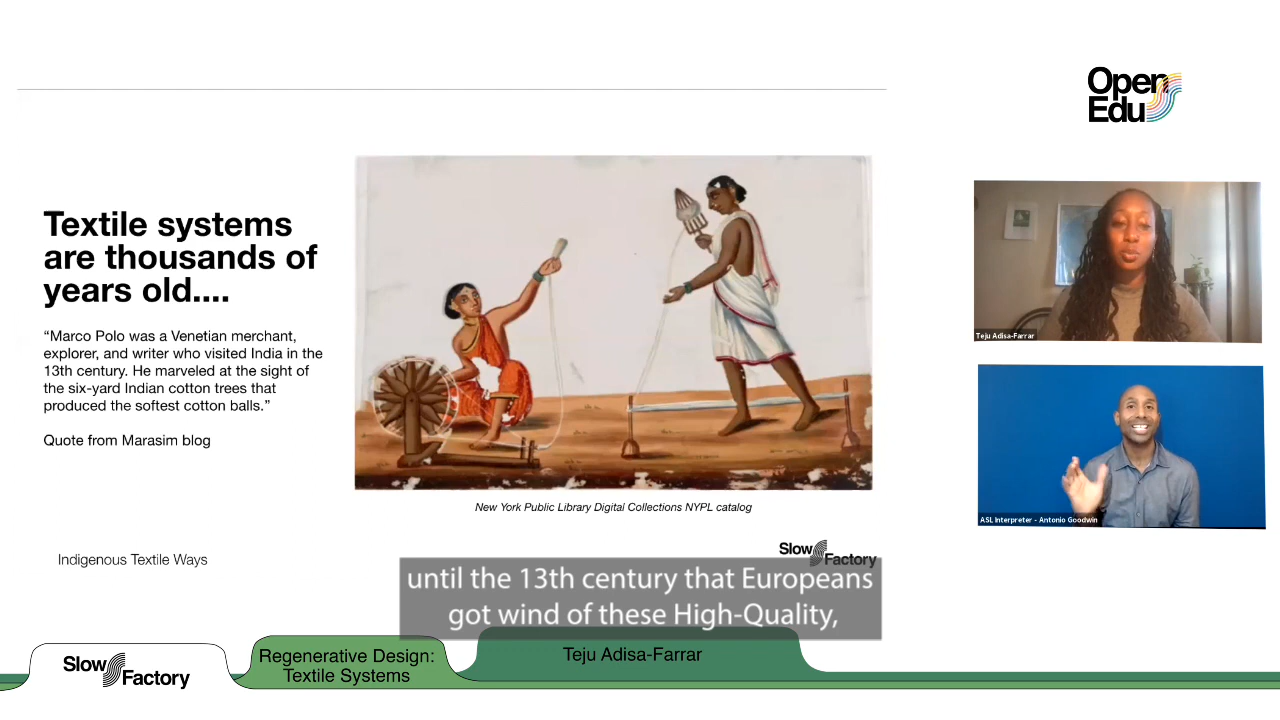 Open
Edu
Textile systems
are thousands of
years old....
“Marco Polo was a Venetian merchant,
explorer, and writer who visited India in the
13th century. He marveled at the sight of
the six-yard Indian cotton trees that
produced the softest cotton balls.”
Quote from Marasim blog
New York Public Library Digital Collections NYPL catalog
Teju Adisa-Farrar
ASL Interpreter - Antonio Goodwin
Indigenous Textile Ways
Slow
Factory
until the 13th century that Europeans
got wind of these High-Quality,
Slow
Factory
Regenerative Design:
Textile Systems
Teju Adisa-Farrar